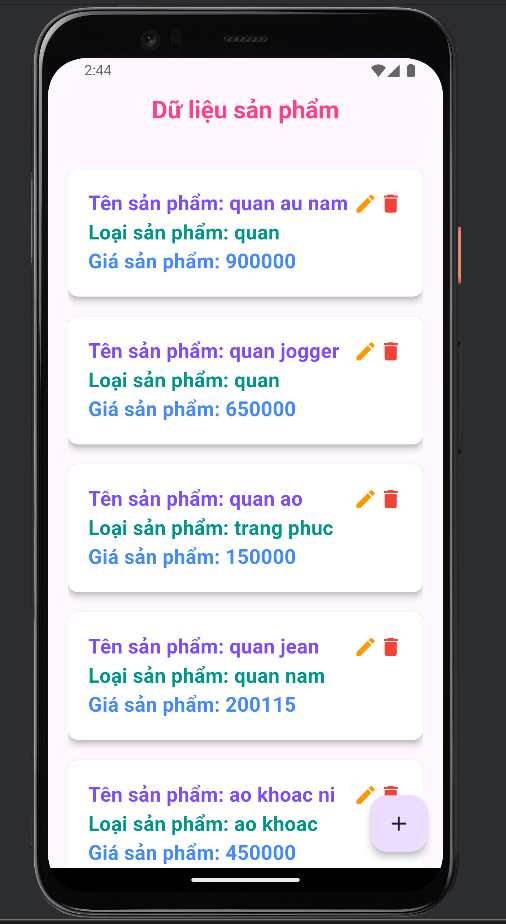 2:44
Dữ liệu sản phẩm
Tên sản phẩm: quan au nam
Loại sản phẩm: quan
Giá sản phẩm: 900000
Tên sản phẩm: quan jogger
Loại sản phẩm: quan
Giá sản phẩm: 650000
Tên sản phẩm: quan ao
Loại sản phẩm: trang phuc
Giá sản phẩm: 150000
Tên sản phẩm: quan jean
Loại sản phẩm: quan nam
Giá sản phẩm: 200115
Tên sản phẩm: ao khoac ni
Loại sản phẩm: ao khoac
Giá sản phẩm: 450000